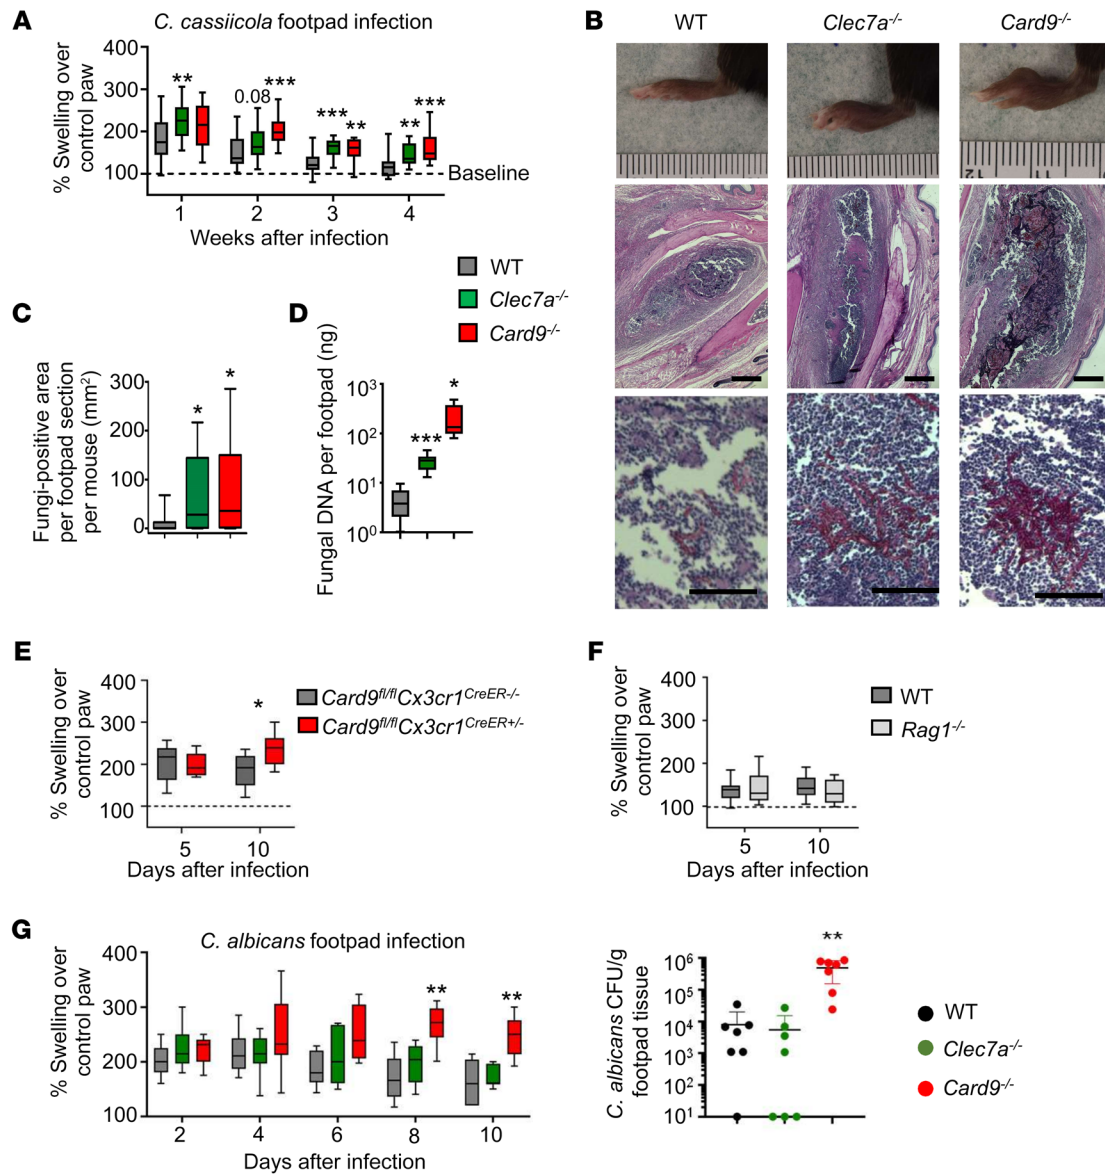 A
C. cassiicola footpad infection
% Swelling over
control paw
400
300
200
100
**
0.08
***
***
**
**
***
Baseline
1 2 3 4
Weeks after infection
WT
Clec7a-/-
Card9-/-
B
WT Clec7a-/- Card9-/-
12 11
C
Fungi-positive area
per footpad section
per mouse (mm²)
300
200
100
0
*
*
D
Fungal DNA per footpad (ng)
10³
10²
10¹
10⁰
***
*
E
% Swelling over
control paw
400
300
200
100
*
5 10
Days after infection
Card9fl/flCx3cr1CreER-/-
Card9fl/flCx3cr1CreER+/-
F
% Swelling over
control paw
400
300
200
100
5 10
Days after infection
WT
Rag1-/-
G
C. albicans footpad infection
% Swelling over
control paw
400
300
200
100
**
**
2 4 6 8 10
Days after infection
C. albicans CFU/g
footpad tissue
10⁶
10⁵
10⁴
10³
10²
10¹
**
WT
Clec7a-/-
Card9-/-